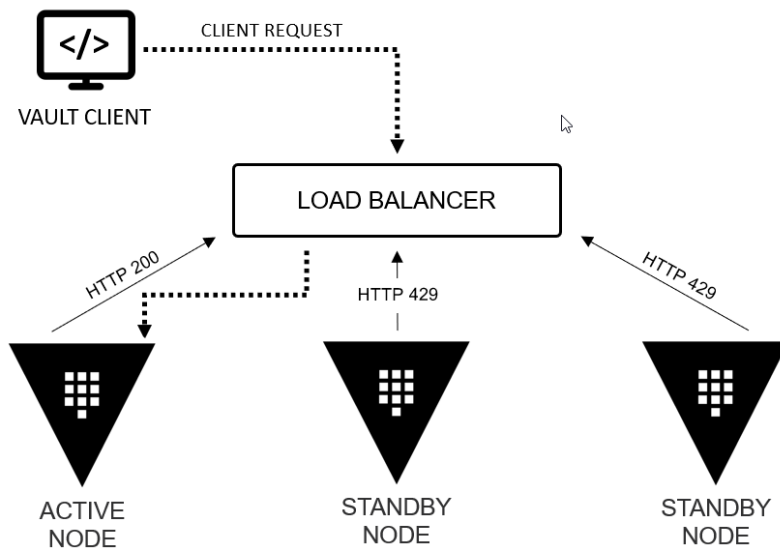 </>
CLIENT REQUEST
VAULT CLIENT
LOAD BALANCER
HTTP 200
HTTP 429
HTTP 429
ACTIVE
NODE
STANDBY
NODE
STANDBY
NODE